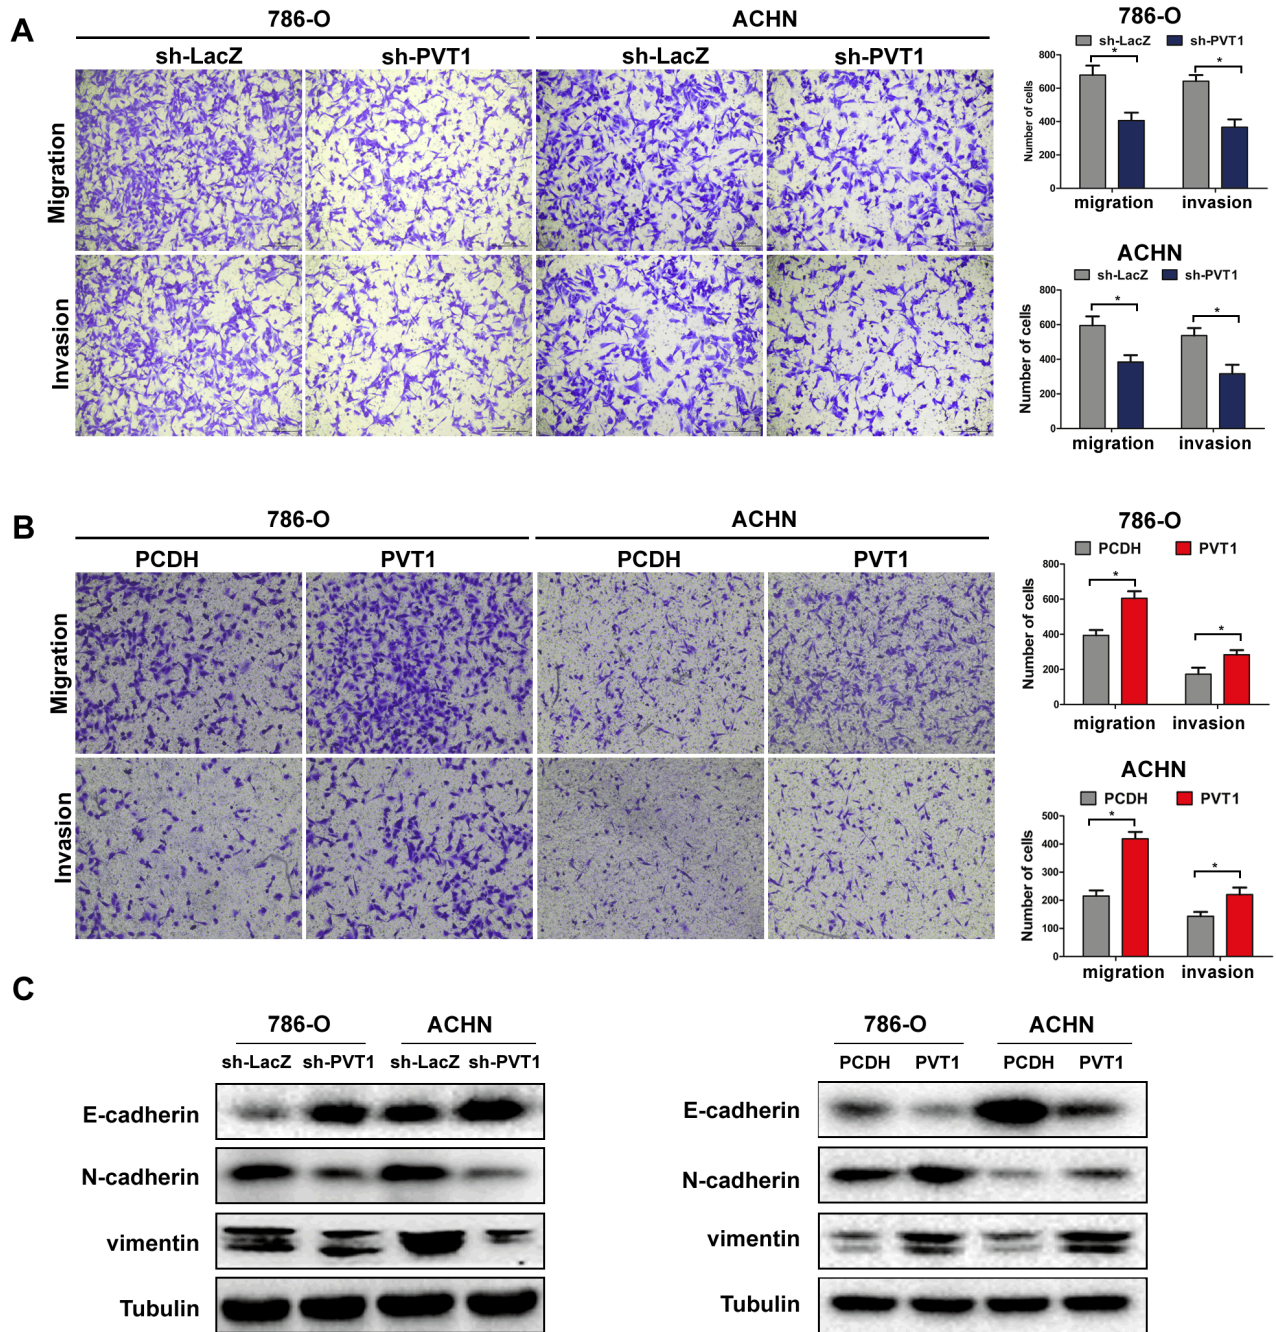 A
786-O
ACHN
sh-LacZ
sh-PVT1
sh-LacZ
sh-PVT1
Migration
Invasion
786-O
sh-LacZ
sh-PVT1
Number of cells
800
600
400
200
0
*
*
migration
invasion
ACHN
sh-LacZ
sh-PVT1
Number of cells
800
600
400
200
0
*
*
migration
invasion
B
786-O
ACHN
PCDH
PVT1
PCDH
PVT1
Migration
Invasion
786-O
PCDH
PVT1
Number of cells
800
600
400
200
0
*
*
migration
invasion
ACHN
PCDH
PVT1
Number of cells
500
400
300
200
100
0
*
*
migration
invasion
C
786-O
ACHN
sh-LacZ sh-PVT1 sh-LacZ sh-PVT1
E-cadherin
N-cadherin
vimentin
Tubulin
786-O
ACHN
PCDH PVT1 PCDH PVT1
E-cadherin
N-cadherin
vimentin
Tubulin